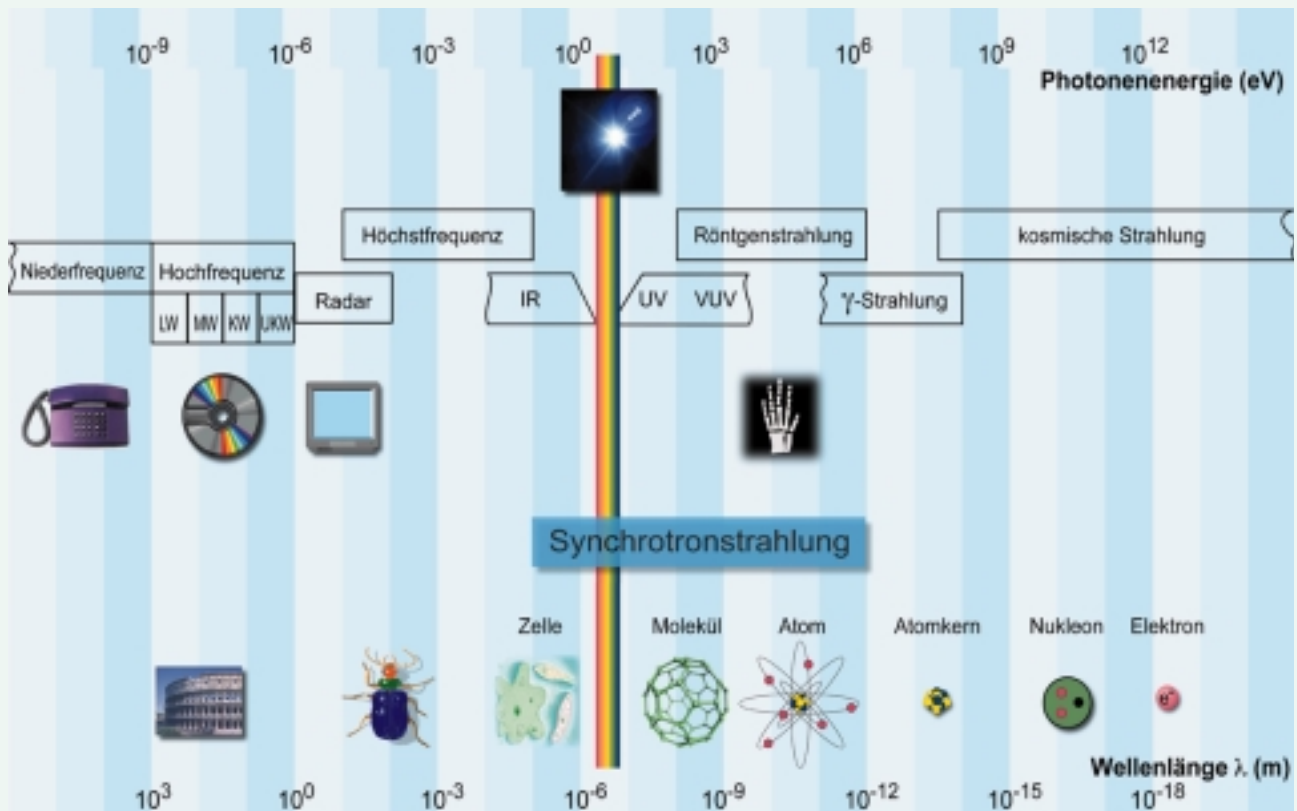 10⁻⁹ 10⁻⁶ 10⁻³ 10⁰ 10³ 10⁶ 10⁹ 10¹²
Photonenenergie (eV)
Höchstfrequenz Röntgenstrahlung kosmische Strahlung
Niederfrequenz Hochfrequenz
Radar IR UV VUV γ-Strahlung
LW MW KW UKW
Synchrotronstrahlung
Zelle Molekül Atom Atomkern Nukleon Elektron
e⁻
Wellenlänge λ (m)
10³ 10⁰ 10⁻³ 10⁻⁶ 10⁻⁹ 10⁻¹² 10⁻¹⁵ 10⁻¹⁸